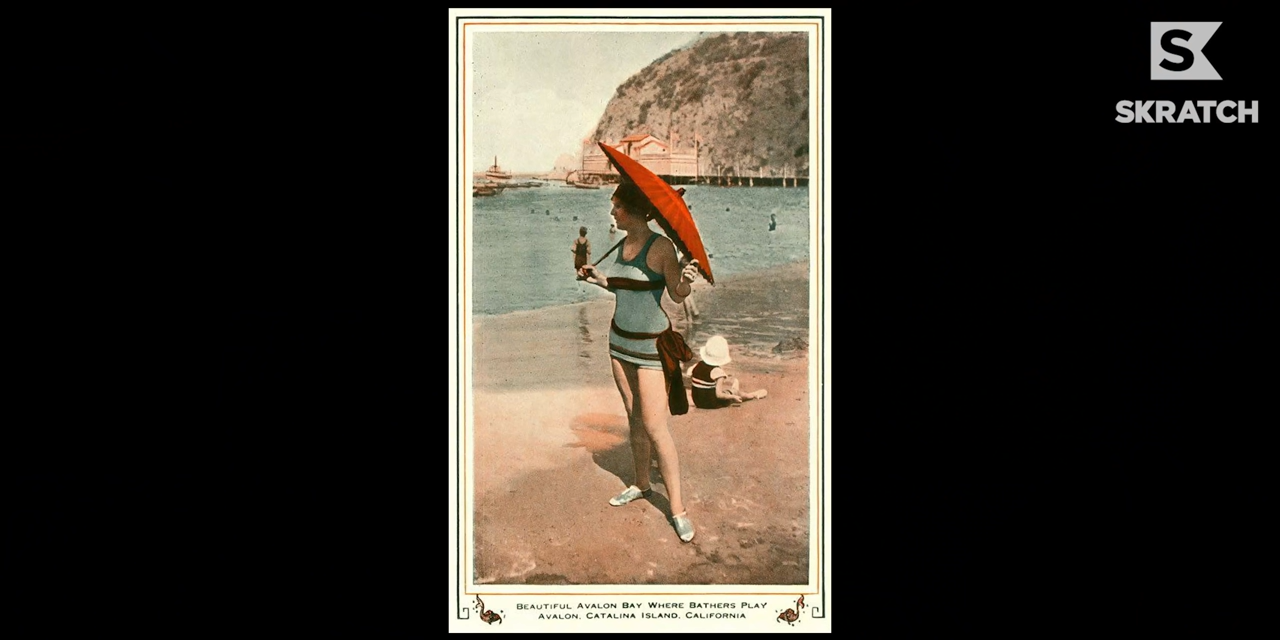 S
SKRATCH
BEAUTIFUL AVALON BAY WHERE BATHERS PLAY
AVALON, CATALINA ISLAND, CALIFORNIA